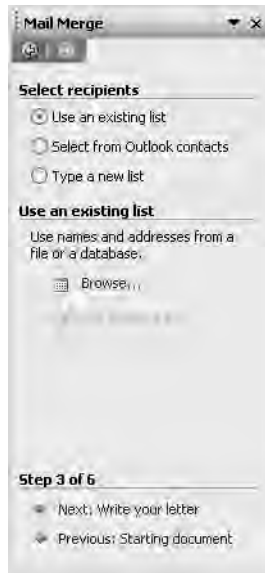 Mail Merge
Select recipients
Use an existing list
Select from Outlook contacts
Type a new list
Use an existing list
Use names and addresses from a
file or a database.
Browse...
Step 3 of 6
Next: Write your letter
Previous: Starting document